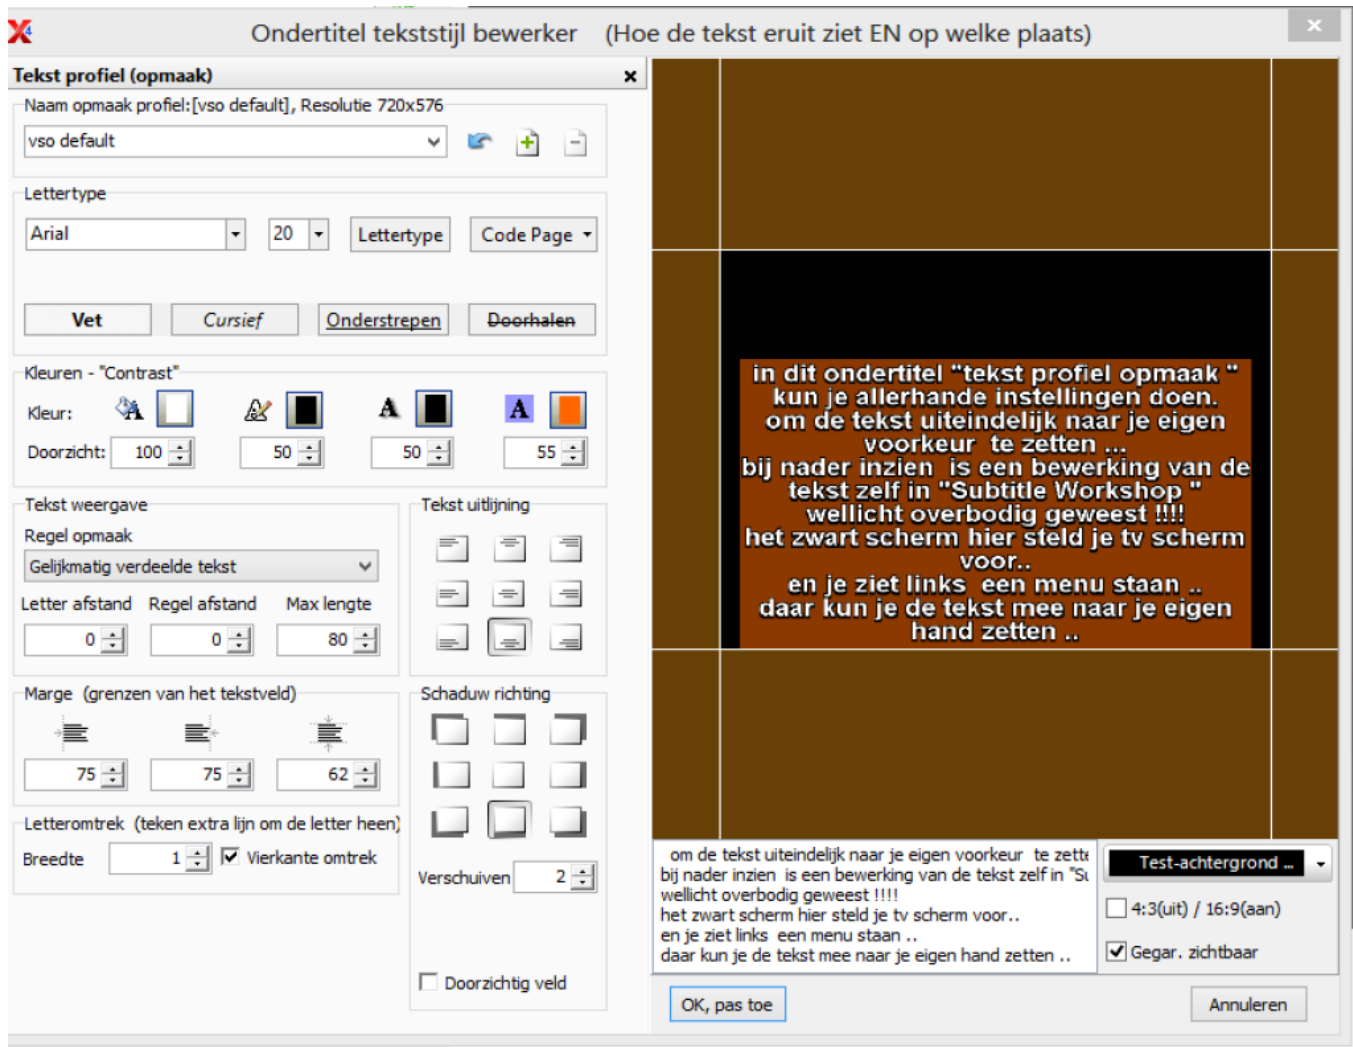 X4
Ondertitel tekststijl bewerker (Hoe de tekst eruit ziet EN op welke plaats)
Tekst profiel (opmaak)
Naam opmaak profiel:[vso default], Resolutie 720x576
vso default
Lettertype
Arial 20 Lettertype Code Page
Vet Cursief Onderstrepen Doorhalen
Kleuren - "Contrast"
Kleur: A A A A
Doorzicht: 100 50 50 55
Tekst weergave
Regel opmaak
Gelijkmatig verdeelde tekst
Letter afstand Regel afstand Max lengte
0 0 80
Tekst uitlijning
Marge (grenzen van het tekstveld)
75 75 62
Schaduw richting
Letteromtrek (teken extra lijn om de letter heen)
Breedte 1 Vierkante omtrek
Verschuiven 2
Doorzichtig veld
in dit ondertitel "tekst profiel opmaak "
kun je allerhande instellingen doen.
om de tekst uiteindelijk naar je eigen
voorkeur te zetten ...
bij nader inzien is een bewerking van de
tekst zelf in "Subtitle Workshop "
wellicht overbodig geweest !!!!
het zwart scherm hier steld je tv scherm
voor..
en je ziet links een menu staan ..
daar kun je de tekst mee naar je eigen
hand zetten ..
om de tekst uiteindelijk naar je eigen voorkeur te zette
bij nader inzien is een bewerking van de tekst zelf in "Su
wellicht overbodig geweest !!!!
het zwart scherm hier steld je tv scherm voor..
en je ziet links een menu staan ..
daar kun je de tekst mee naar je eigen hand zetten ..
Test-achtergrond ...
4:3(uit) / 16:9(aan)
Gegar. zichtbaar
OK, pas toe
Annuleren